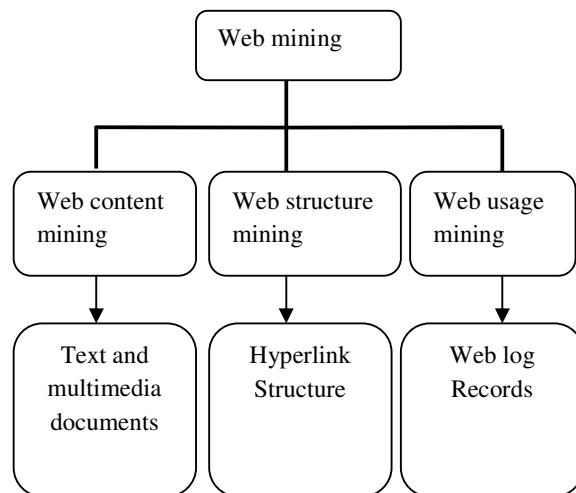 Web mining
Web content
mining
Web structure
mining
Web usage
mining
Text and
multimedia
documents
Hyperlink
Structure
Web log
Records